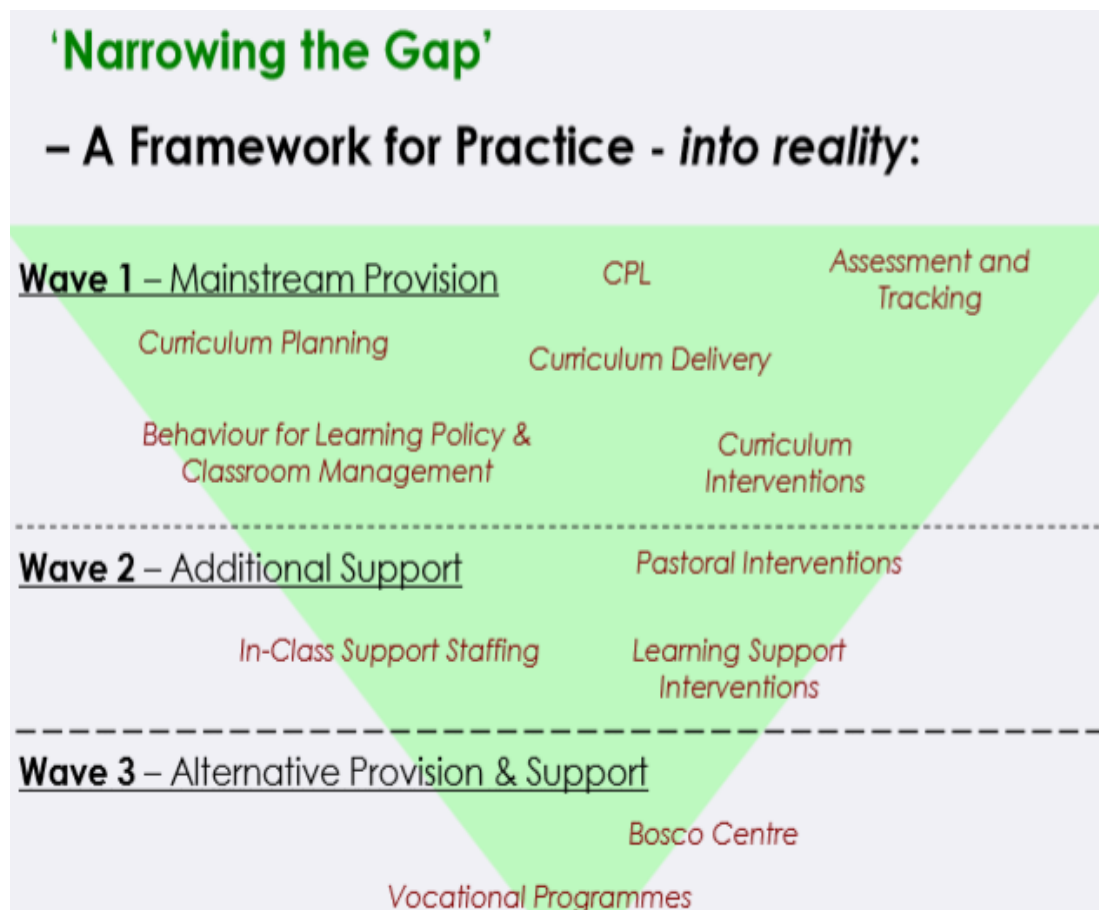 ‘Narrowing the Gap’
– A Framework for Practice - into reality:
Wave 1 – Mainstream Provision
CPL
Assessment and
Tracking
Curriculum Planning
Curriculum Delivery
Behaviour for Learning Policy &
Classroom Management
Curriculum
Interventions
Wave 2 – Additional Support
Pastoral Interventions
In-Class Support Staffing
Learning Support
Interventions
Wave 3 – Alternative Provision & Support
Bosco Centre
Vocational Programmes